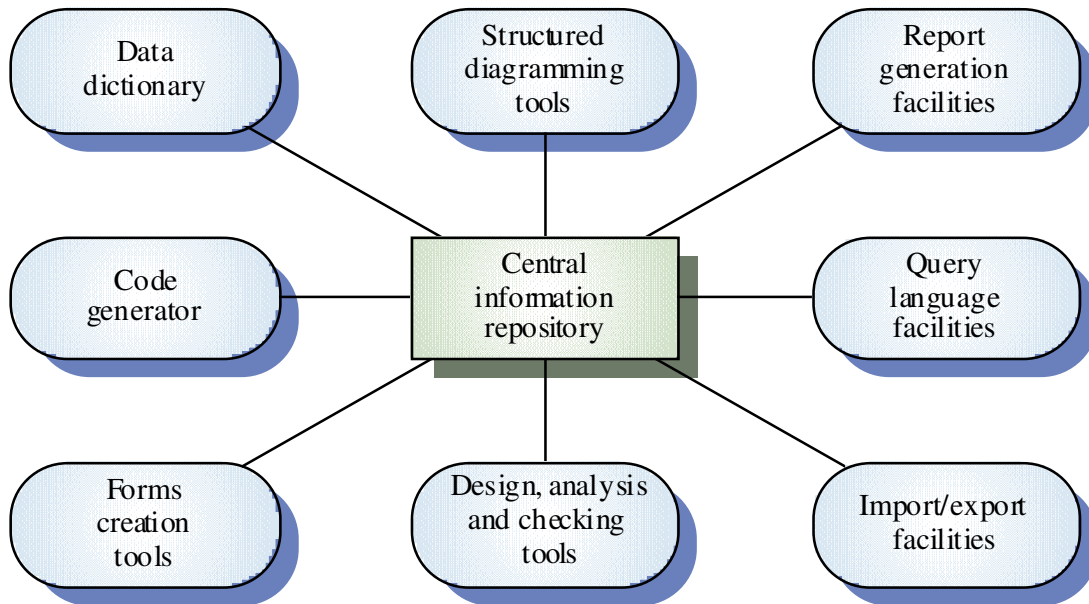 Data
dictionary
Structured
diagramming
tools
Report
generation
facilities
Code
generator
Central
information
repository
Query
language
facilities
Forms
creation
tools
Design, analysis
and checking
tools
Import/export
facilities